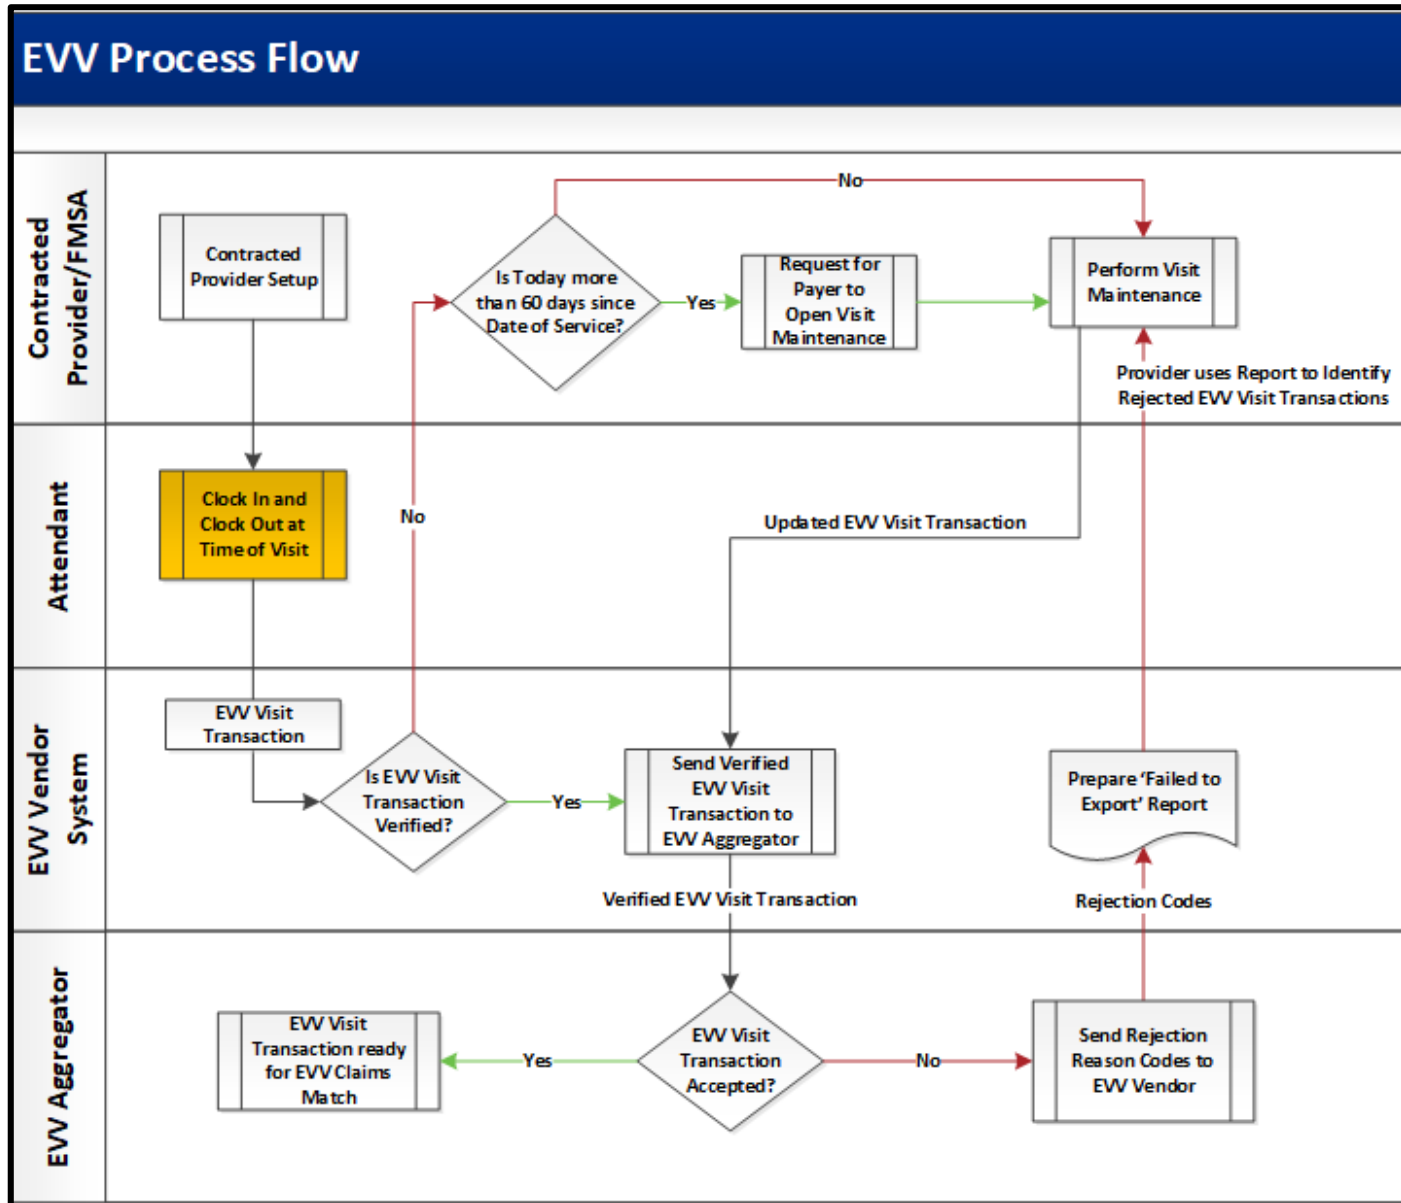 EVV Process Flow
Contracted
Provider/FMSA
Contracted
Provider Setup
Is Today more
than 60 days since
Date of Service?
No
Yes
Request for
Payer to
Open Visit
Maintenance
Perform Visit
Maintenance
Provider uses Report to Identify
Rejected EVV Visit Transactions
Attendant
Clock In and
Clock Out at
Time of Visit
No
Updated EVV Visit Transaction
EVV Vendor
System
EVV Visit
Transaction
Is EVV Visit
Transaction
Verified?
Yes
Send Verified
EVV Visit
Transaction to
EVV Aggregator
Prepare ‘Failed to
Export’ Report
Verified EVV Visit Transaction
Rejection Codes
EVV Aggregator
EVV Visit
Transaction ready
for EVV Claims
Match
Yes
EVV Visit
Transaction
Accepted?
No
Send Rejection
Reason Codes to
EVV Vendor